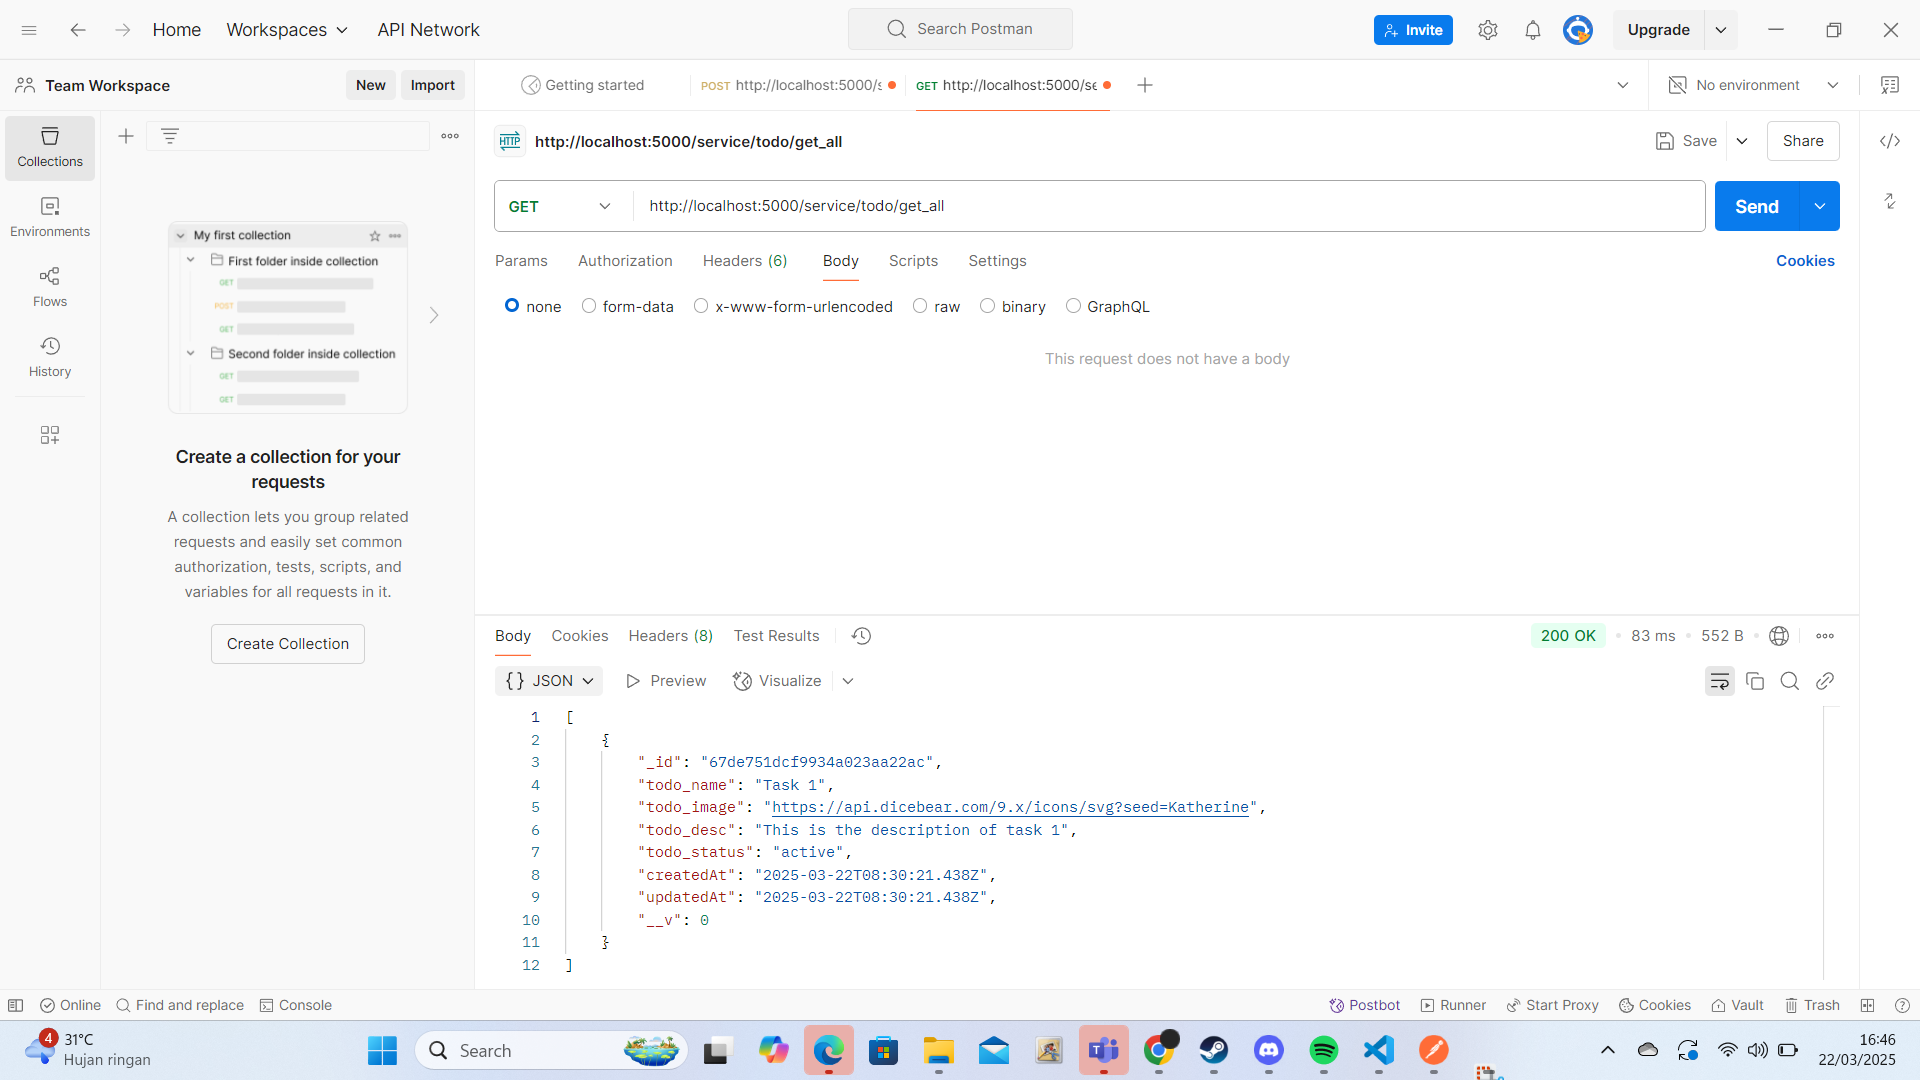 Home Workspaces API Network Search Postman Invite Upgrade
Team Workspace New Import Getting started POST http://localhost:5000/s GET http://localhost:5000/se No environment
Collections
Environments
Flows
History
My first collection
First folder inside collection
GET
POST
GET
Second folder inside collection
GET
GET
Create a collection for your
requests
A collection lets you group related
requests and easily set common
authorization, tests, scripts, and
variables for all requests in it.
Create Collection
HTTP http://localhost:5000/service/todo/get_all Save Share
GET http://localhost:5000/service/todo/get_all Send
Params Authorization Headers (6) Body Scripts Settings Cookies
none form-data x-www-form-urlencoded raw binary GraphQL
This request does not have a body
Body Cookies Headers (8) Test Results 200 OK • 83 ms • 552 B •
{} JSON Preview Visualize
1 [
2 {
3 "_id": "67de751dcf9934a023aa22ac",
4 "todo_name": "Task 1",
5 "todo_image": "https://api.dicebear.com/9.x/icons/svg?seed=Katherine",
6 "todo_desc": "This is the description of task 1",
7 "todo_status": "active",
8 "createdAt": "2025-03-22T08:30:21.438Z",
9 "updatedAt": "2025-03-22T08:30:21.438Z",
10 "__v": 0
11 }
12 ]
Online Find and replace Console Postbot Runner Start Proxy Cookies Vault Trash
4 31°C
Hujan ringan
Search
16:46
22/03/2025